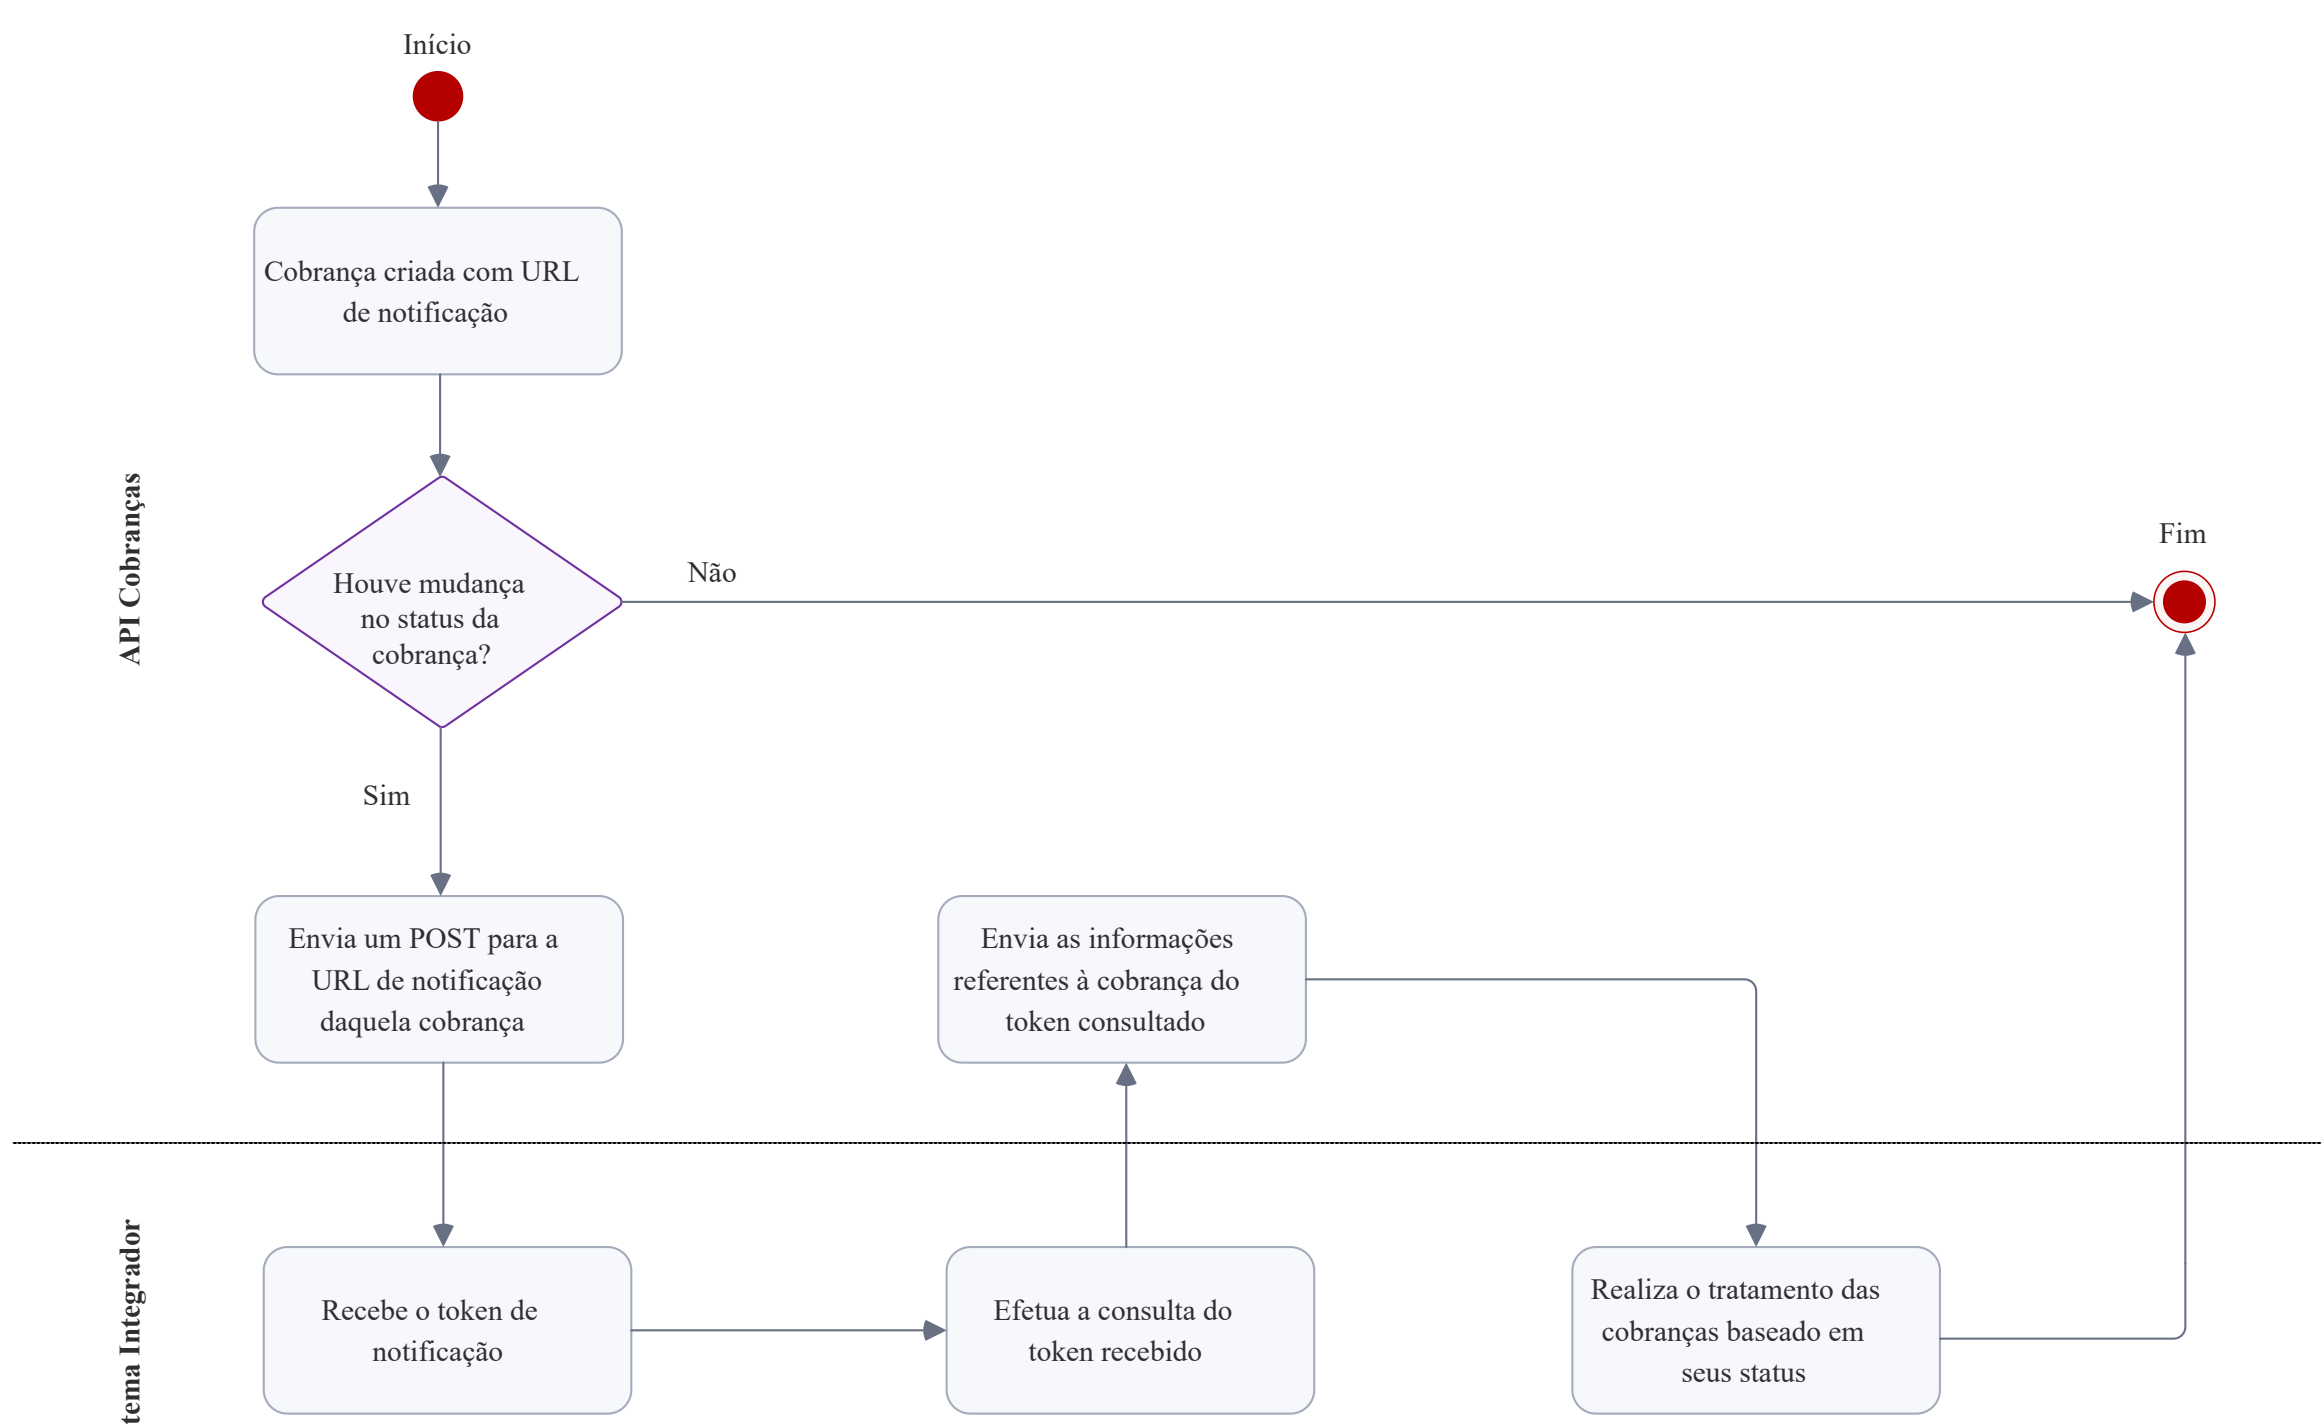 Início
Cobrança criada com URL
de notificação
API Cobranças
Houve mudança
no status da
cobrança?
Não
Fim
Sim
Envia um POST para a
URL de notificação
daquela cobrança
Envia as informações
referentes à cobrança do
token consultado
tema Integrador
Recebe o token de
notificação
Efetua a consulta do
token recebido
Realiza o tratamento das
cobranças baseado em
seus status